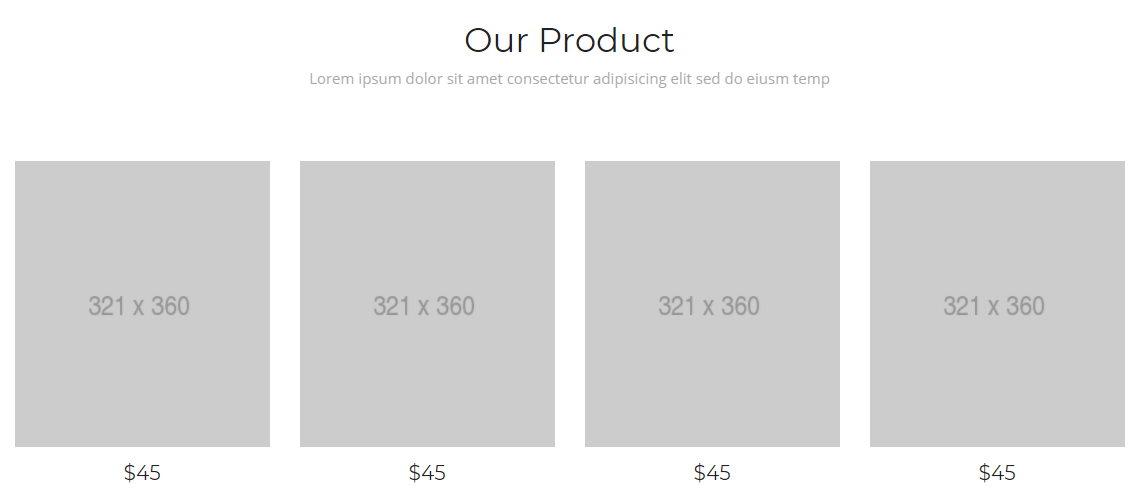 Our Product
Lorem ipsum dolor sit amet consectetur adipisicing elit sed do eiusm temp
321 x 360
321 x 360
321 x 360
321 x 360
$45
$45
$45
$45